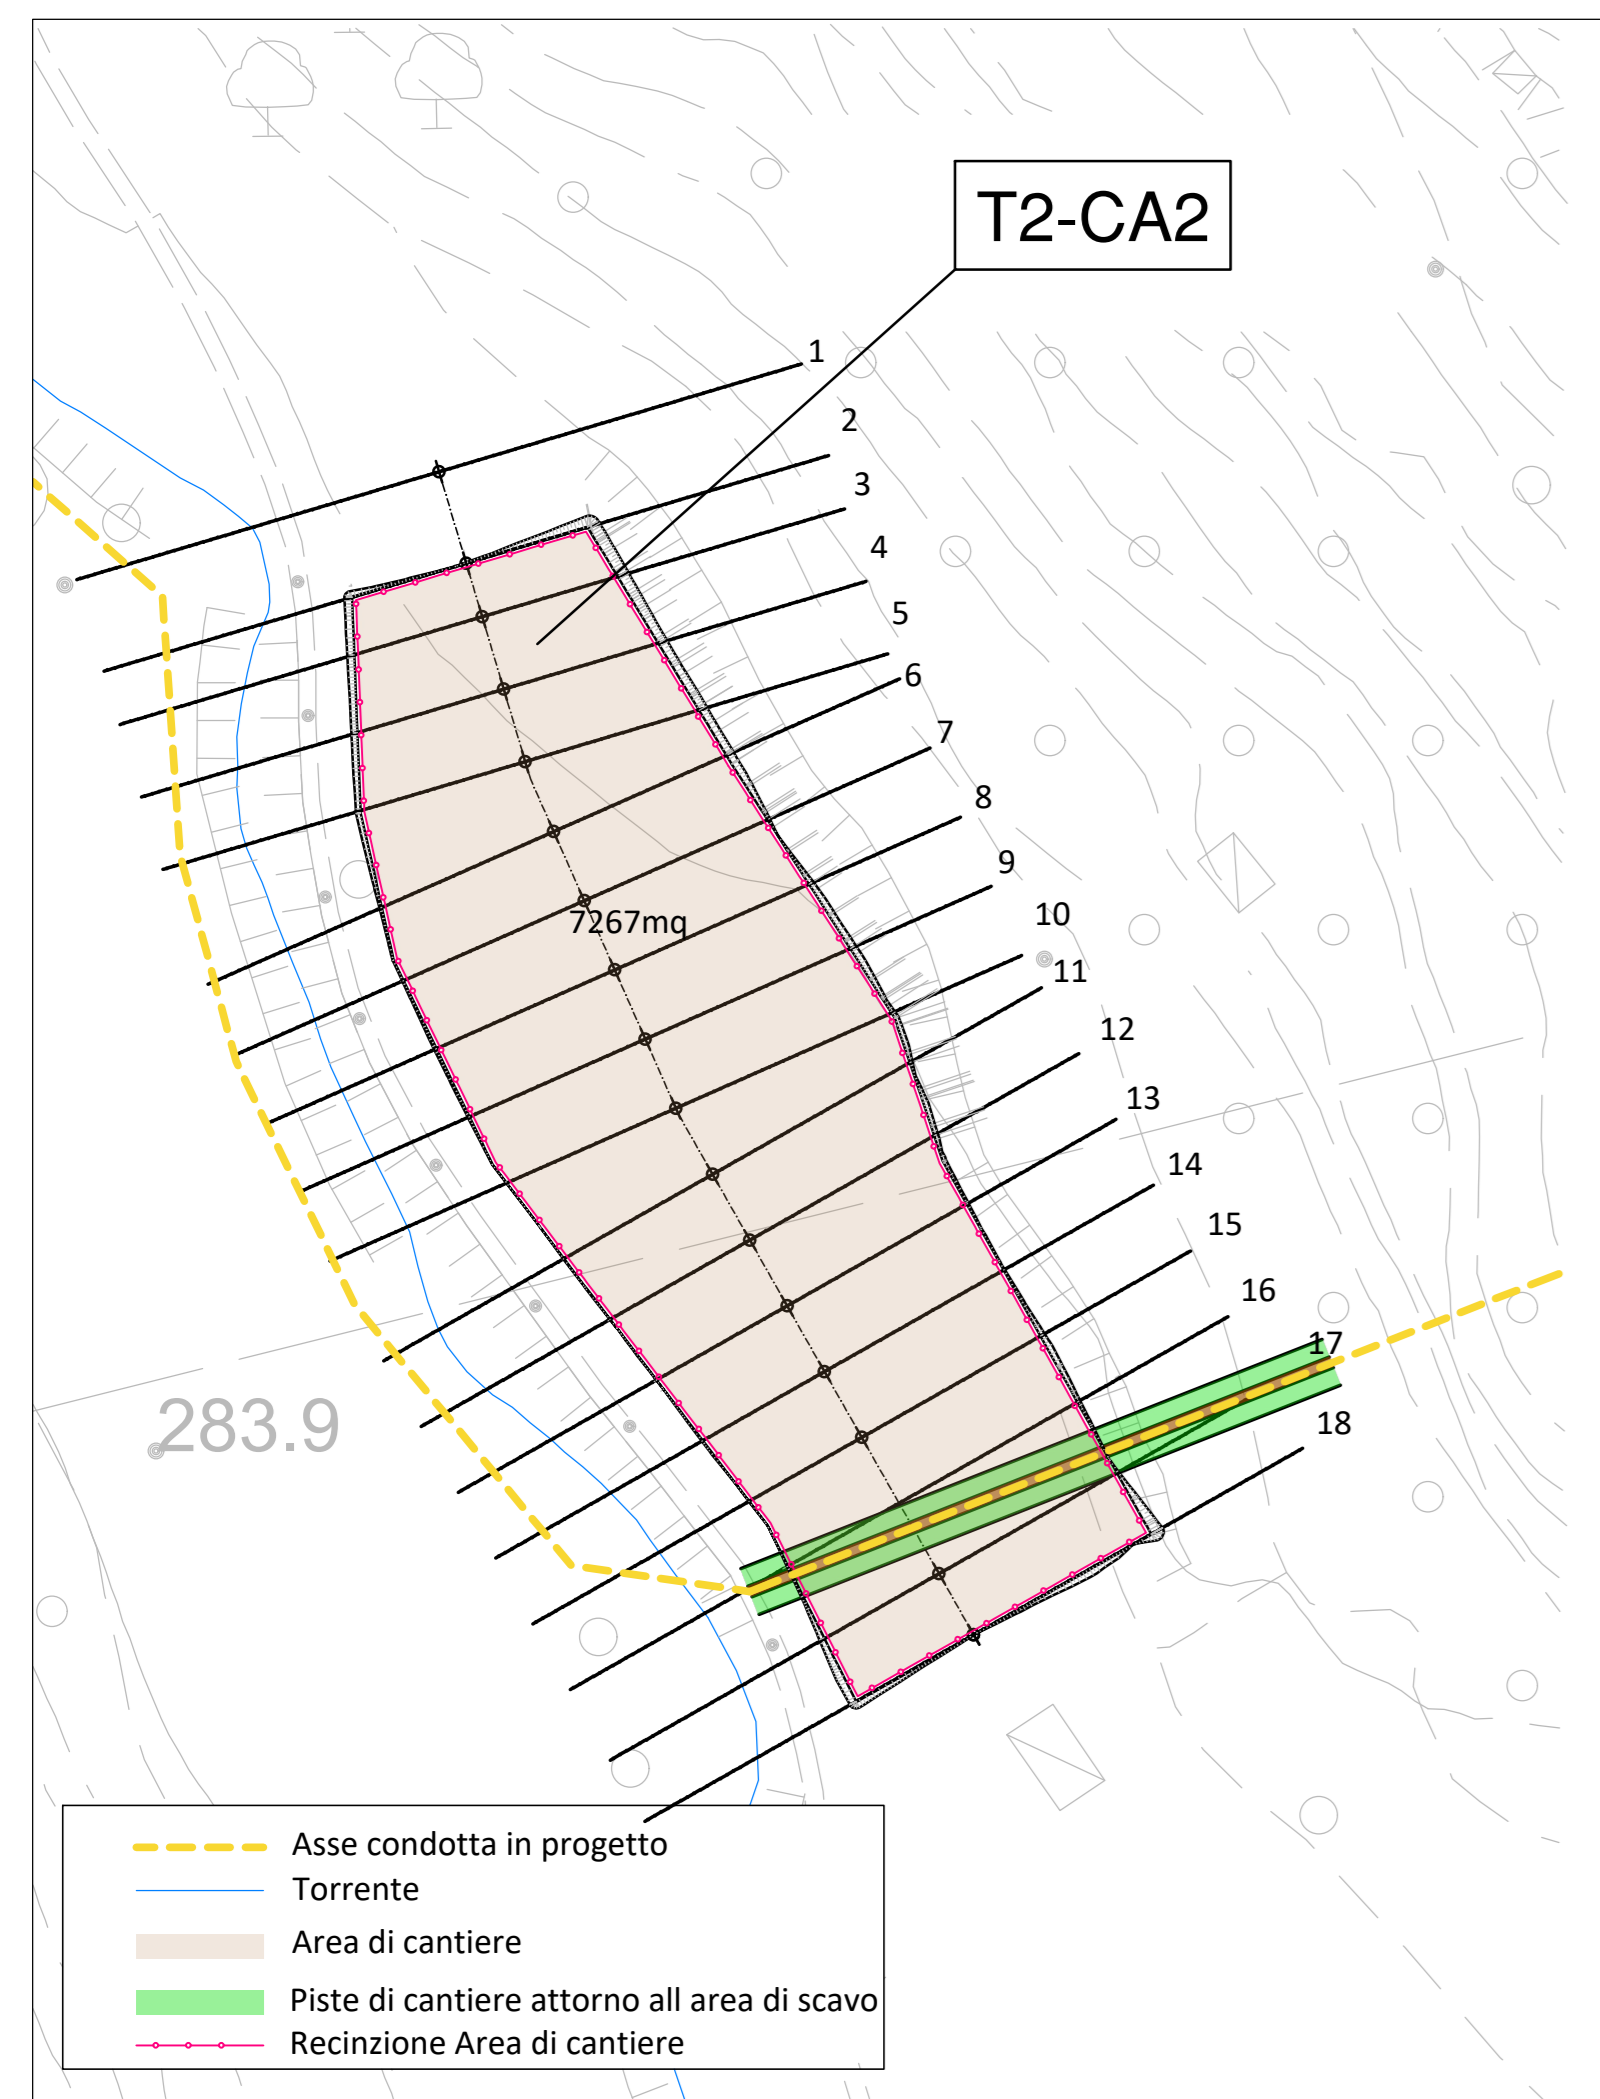 T2-CA2
1
2
3
4
5
6
7
8
9
7267mq
10
11
12
13
14
15
16
17
283.9
18
Asse condotta in progetto
Torrente
Area di cantiere
Piste di cantiere attorno all area di scavo
Recinzione Area di cantiere